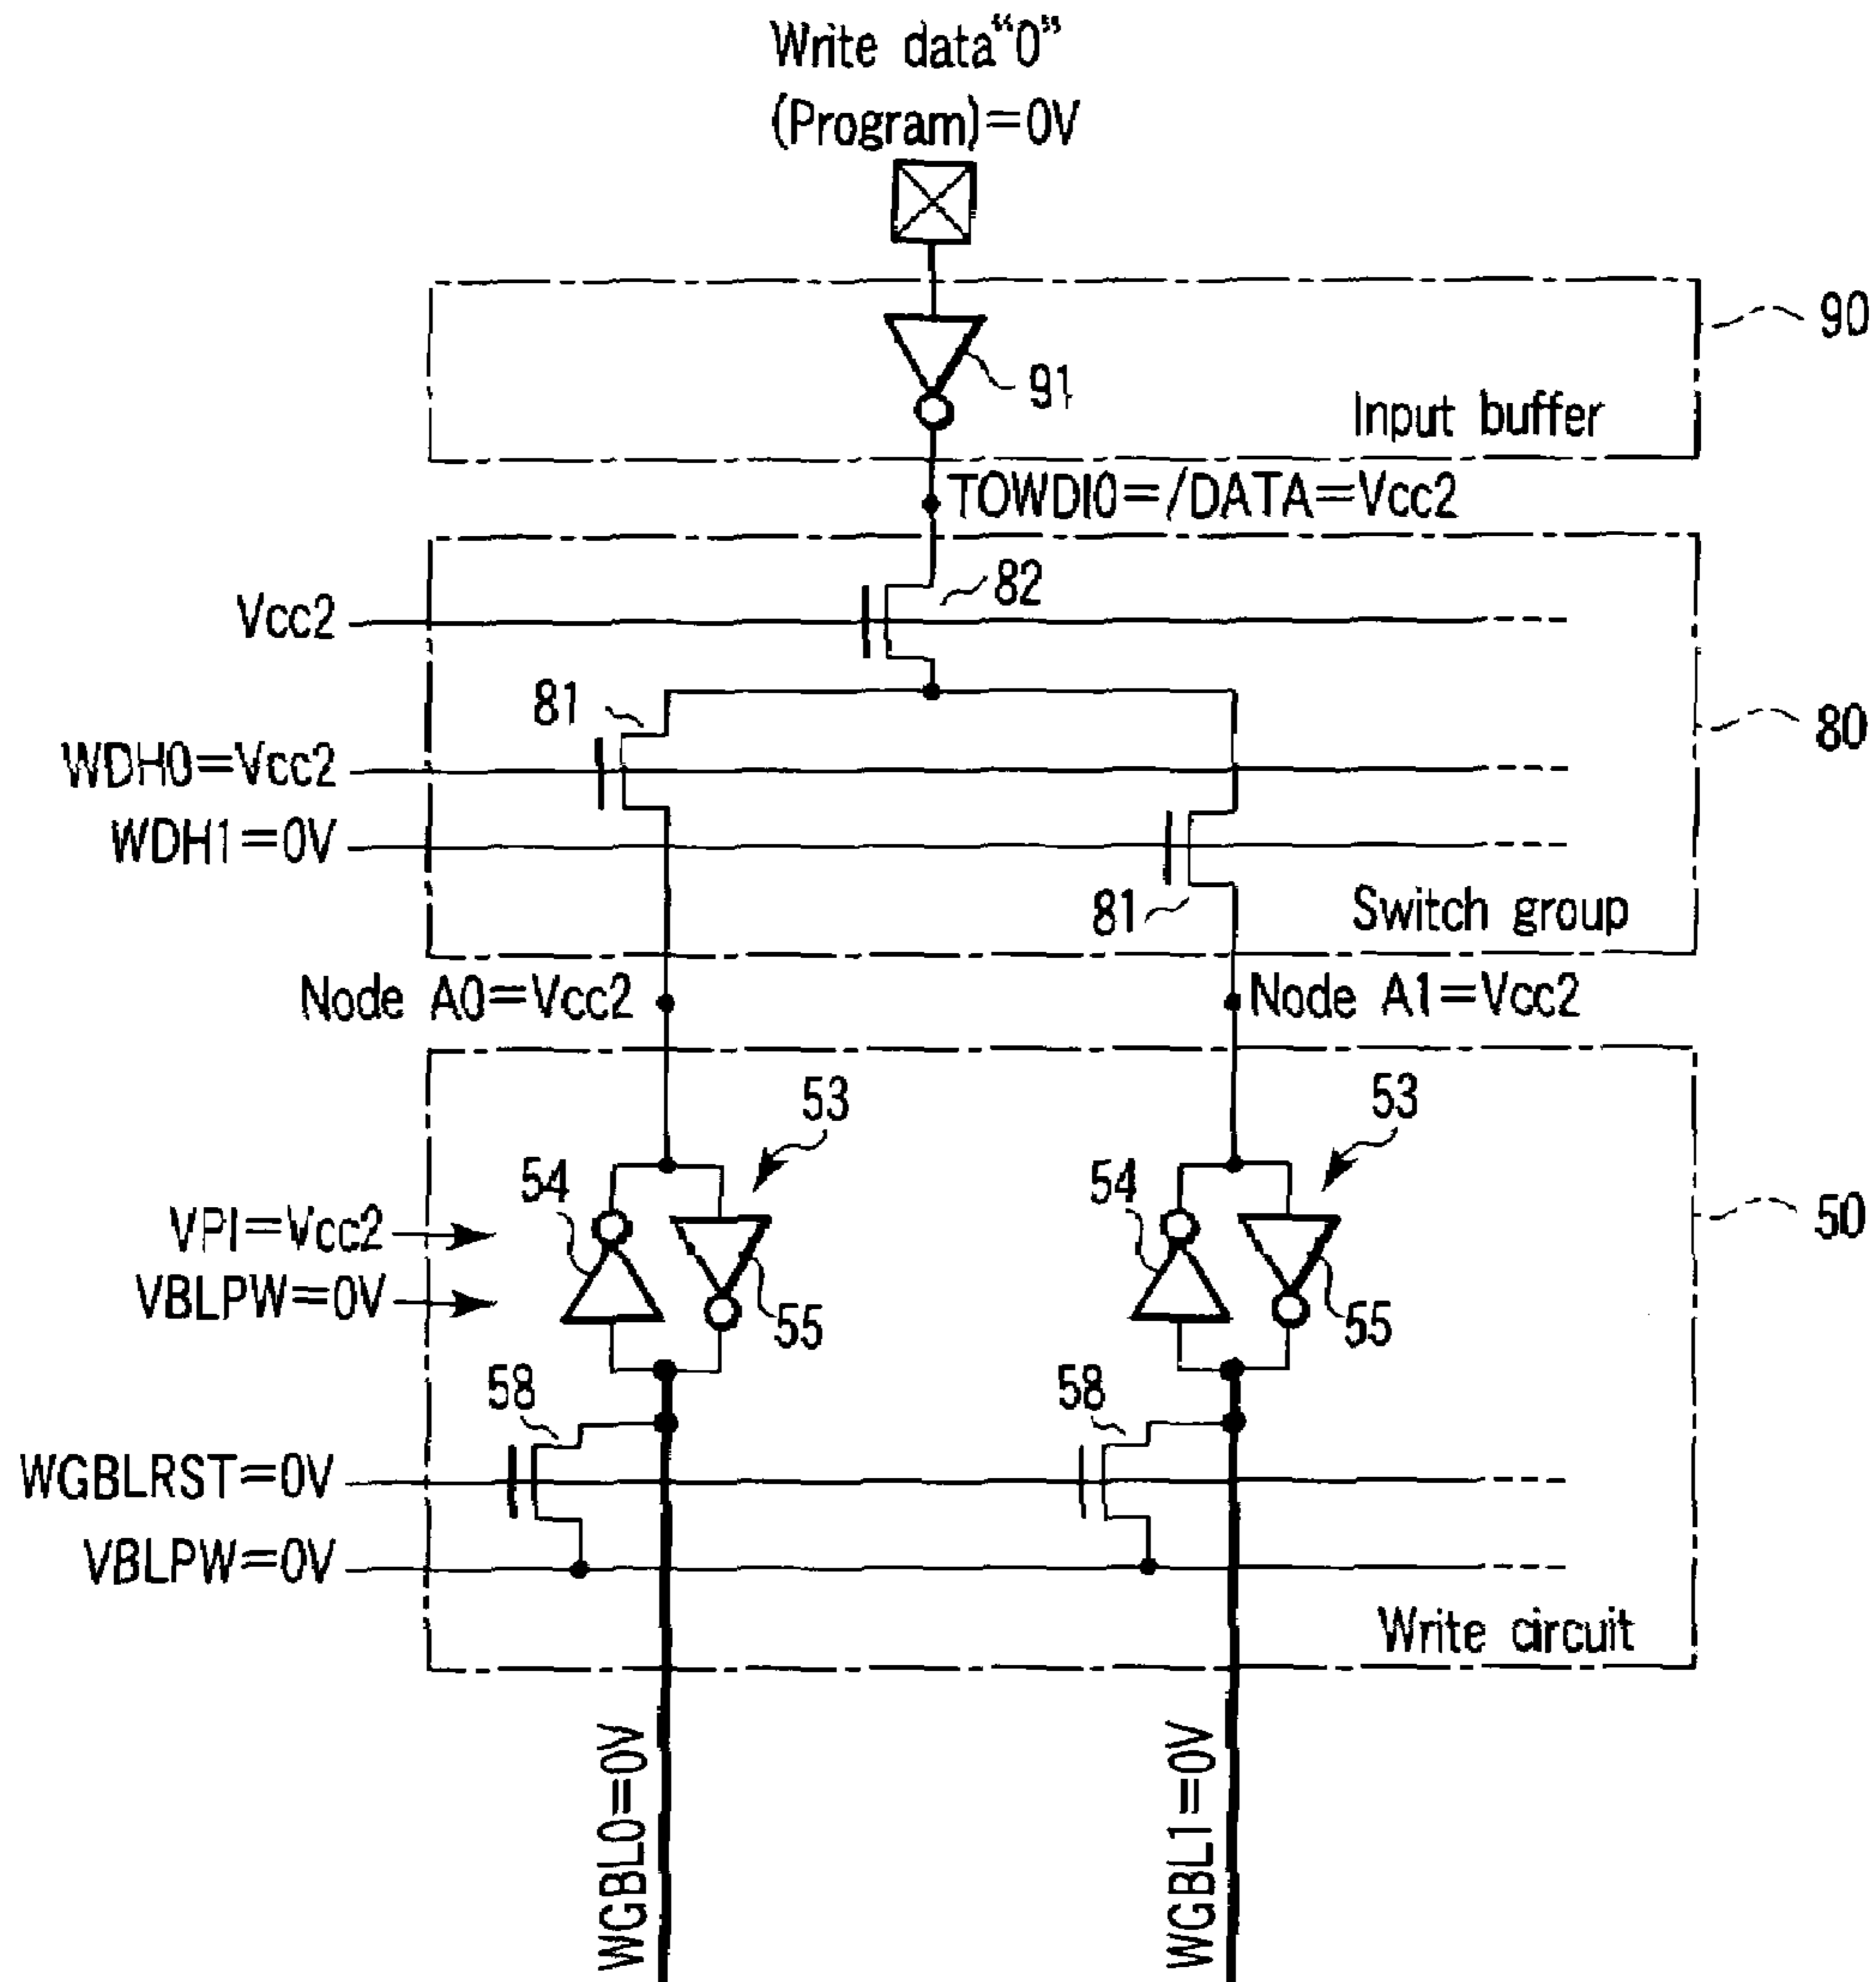 Write data“0”
(Program)=0V
90
91
Input buffer
TOWDI0=/DATA=Vcc2
82
Vcc2
81
80
WDH0=Vcc2
WDH1=0V
81
Switch group
Node A0=Vcc2
Node A1=Vcc2
53
53
54
54
50
VPI=Vcc2
VBLPW=0V
55
55
58
58
WGBLRST=0V
VBLPW=0V
Write circuit
WGBL0=0V
WGBL1=0V